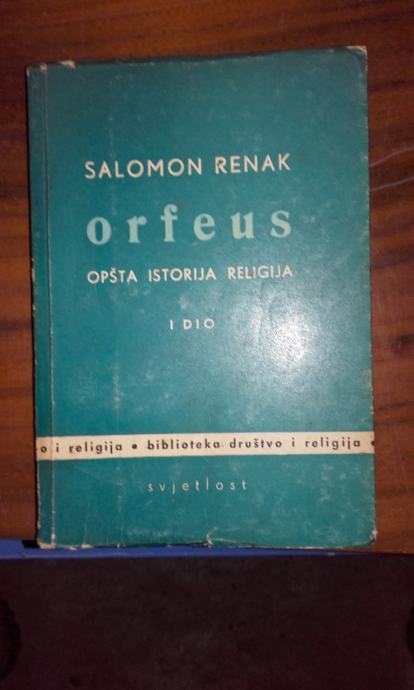 SALOMON RENAK
orfeus
OPŠTA ISTORIJA RELIGIJA
I DIO
o i religija • biblioteka društvo i religija •
svjetlost